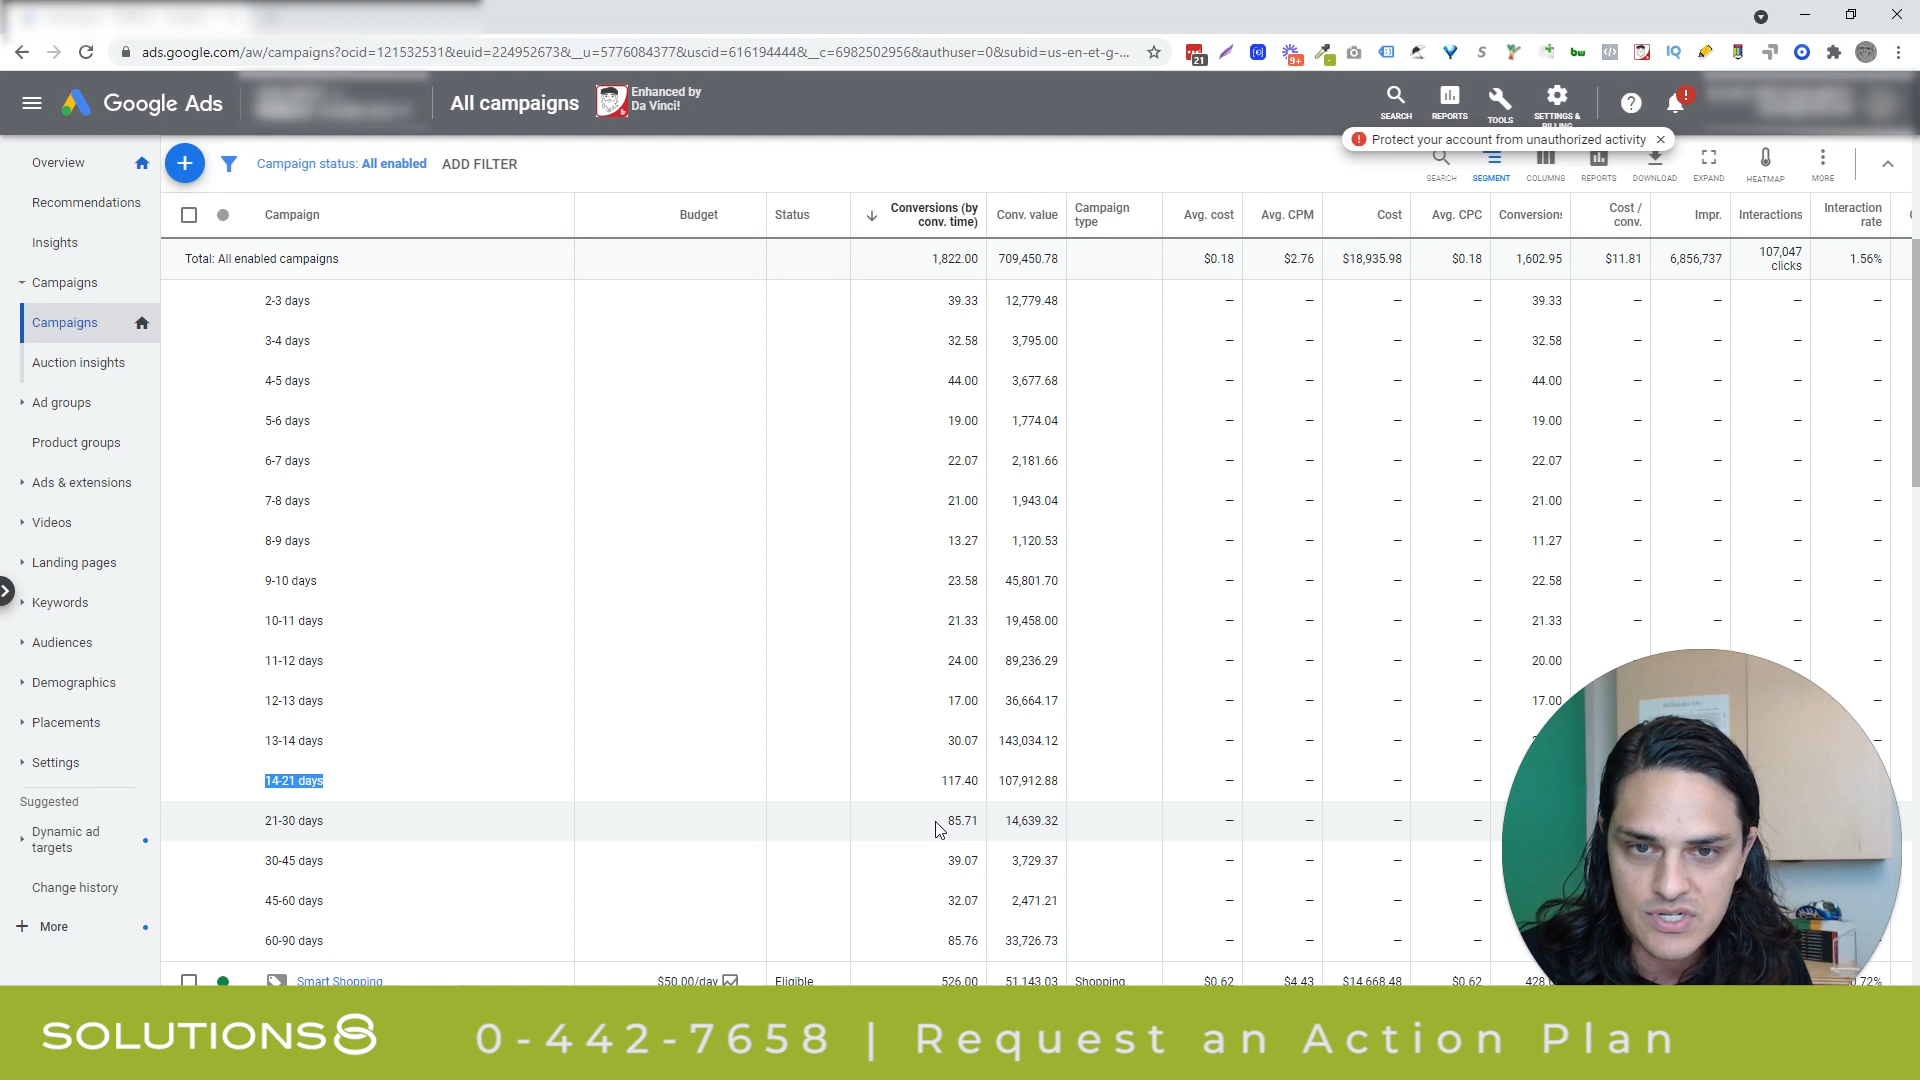 ads.google.com/aw/campaigns?ocid=121532531&euid=224952673&__u=5776084377&uscid=616194444&__c=6982502956&authuser=0&subid=us-en-et-g-...
21
9+
S
bw
IQ
Google Ads
All campaigns
Enhanced by
Da Vinci!
SEARCH
REPORTS
TOOLS
SETTINGS &
BILLING
Protect your account from unauthorized activity
Overview
Recommendations
Insights
Campaigns
Campaigns
Auction insights
Ad groups
Product groups
Ads & extensions
Videos
Landing pages
Keywords
Audiences
Demographics
Placements
Settings
Suggested
Dynamic ad
targets
Change history
More
Campaign status: All enabled ADD FILTER
SEARCH SEGMENT COLUMNS REPORTS DOWNLOAD EXPAND HEATMAP MORE
Campaign Budget Status Conversions (by conv. time) Conv. value Campaign type Avg. cost Avg. CPM Cost Avg. CPC Conversions Cost / conv. Impr. Interactions Interaction rate
Total: All enabled campaigns 1,822.00 709,450.78 $0.18 $2.76 $18,935.98 $0.18 1,602.95 $11.81 6,856,737 107,047 clicks 1.56%
2-3 days 39.33 12,779.48 – – – – 39.33 – – – –
3-4 days 32.58 3,795.00 – – – – 32.58 – – – –
4-5 days 44.00 3,677.68 – – – – 44.00 – – – –
5-6 days 19.00 1,774.04 – – – – 19.00 – – – –
6-7 days 22.07 2,181.66 – – – – 22.07 – – – –
7-8 days 21.00 1,943.04 – – – – 21.00 – – – –
8-9 days 13.27 1,120.53 – – – – 11.27 – – – –
9-10 days 23.58 45,801.70 – – – – 22.58 – – – –
10-11 days 21.33 19,458.00 – – – – 21.33 – – – –
11-12 days 24.00 89,236.29 – – – – 20.00 – – – –
12-13 days 17.00 36,664.17 – – – – 17.00 –
13-14 days 30.07 143,034.12 – – – – –
14-21 days 117.40 107,912.88 – – – –
21-30 days 85.71 14,639.32 – – – –
30-45 days 39.07 3,729.37 – – – –
45-60 days 32.07 2,471.21 – – – –
60-90 days 85.76 33,726.73 – – – –
Smart Shopping $50.00/day Eligible 526.00 51,143.03 Shopping $0.62 $4.43 $14,668.48 $0.62
SOLUTIONS8
0-442-7658 | Request an Action Plan